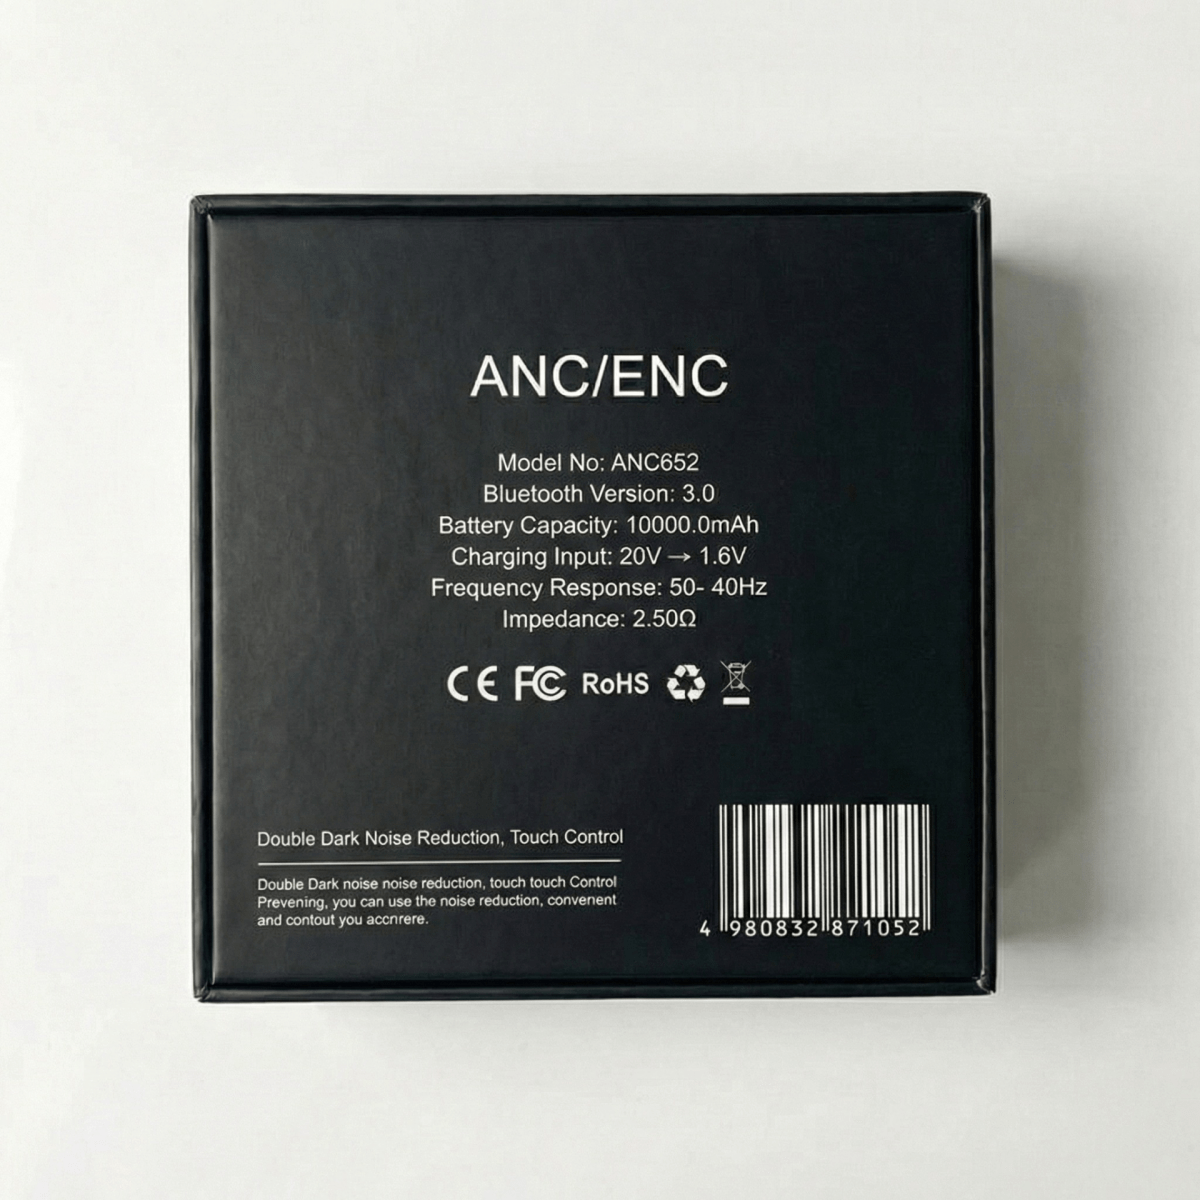 ANC/ENC
Model No: ANC652
Bluetooth Version: 3.0
Battery Capacity: 10000.0mAh
Charging Input: 20V → 1.6V
Frequency Response: 50- 40Hz
Impedance: 2.50Ω
CE FC RoHS
Double Dark Noise Reduction, Touch Control
Double Dark noise noise reduction, touch touch Control
Prevening, you can use the noise reduction, convenent
and contout you accnrere.
4 980832 871052